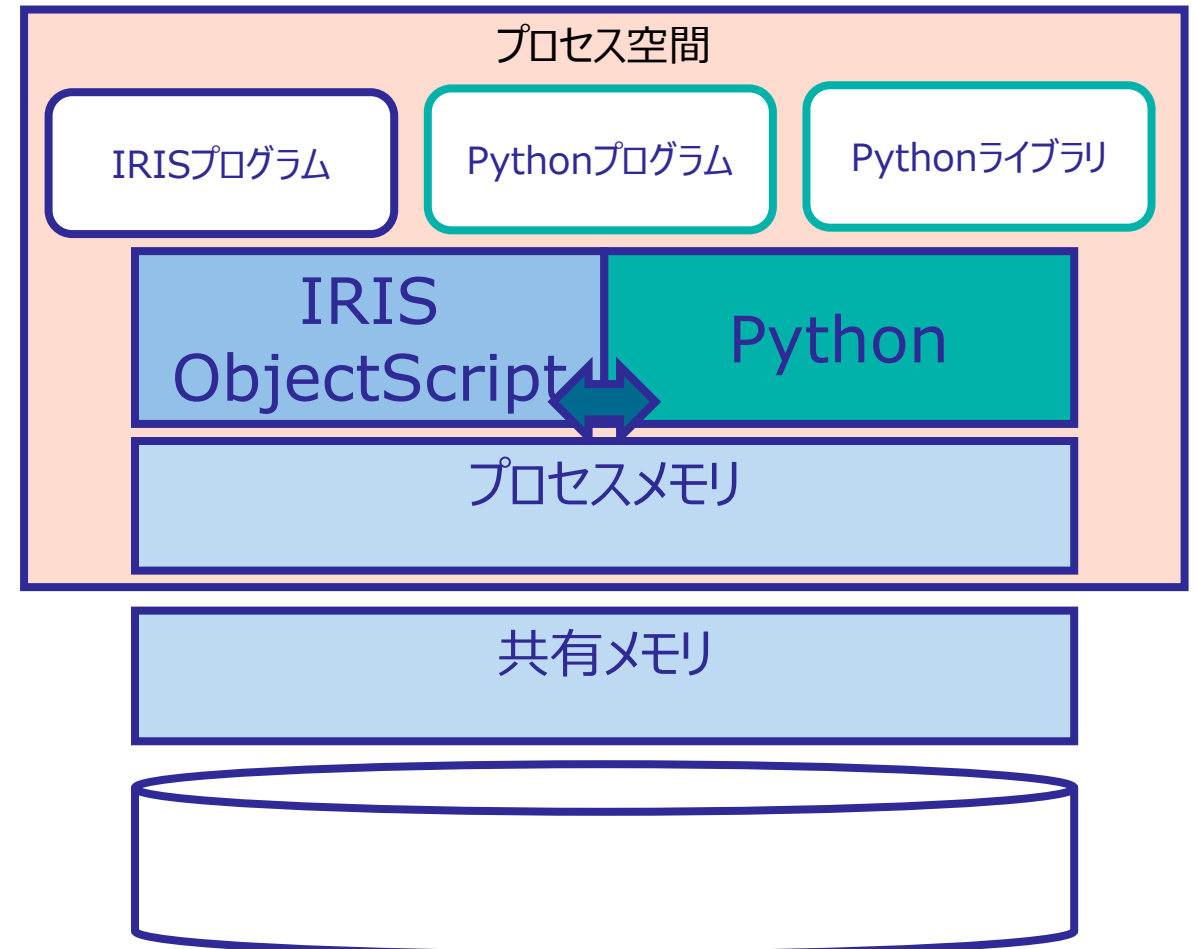 プロセス空間
IRISプログラム
Pythonプログラム
Pythonライブラリ
IRIS
ObjectScript
Python
プロセスメモリ
共有メモリ